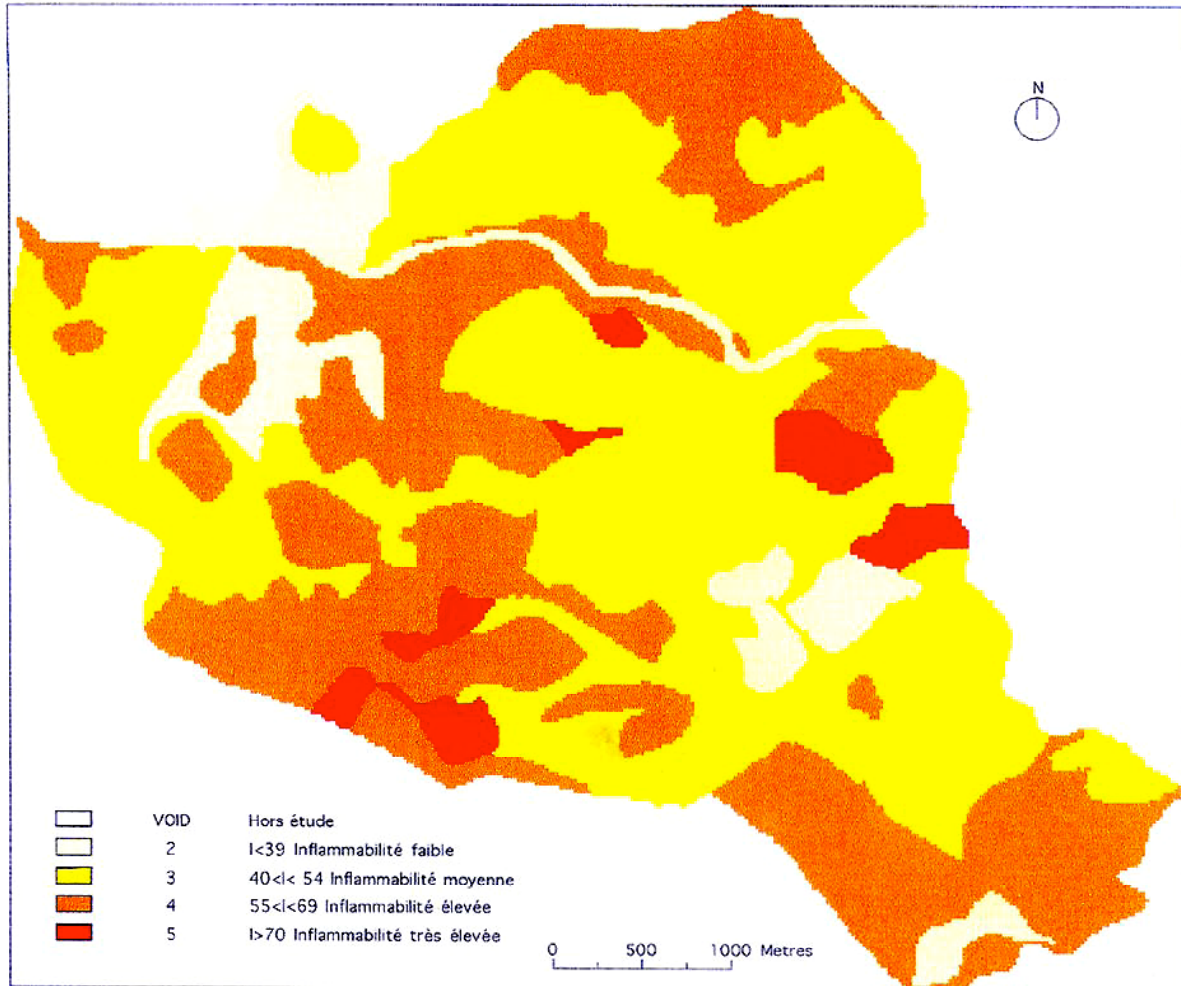 N
VOID Hors étude
2 I<39 Inflammabilité faible
3 40<I< 54 Inflammabilité moyenne
4 55<I<69 Inflammabilité élevée
5 I>70 Inflammabilité très élevée
0 500 1000 Metres